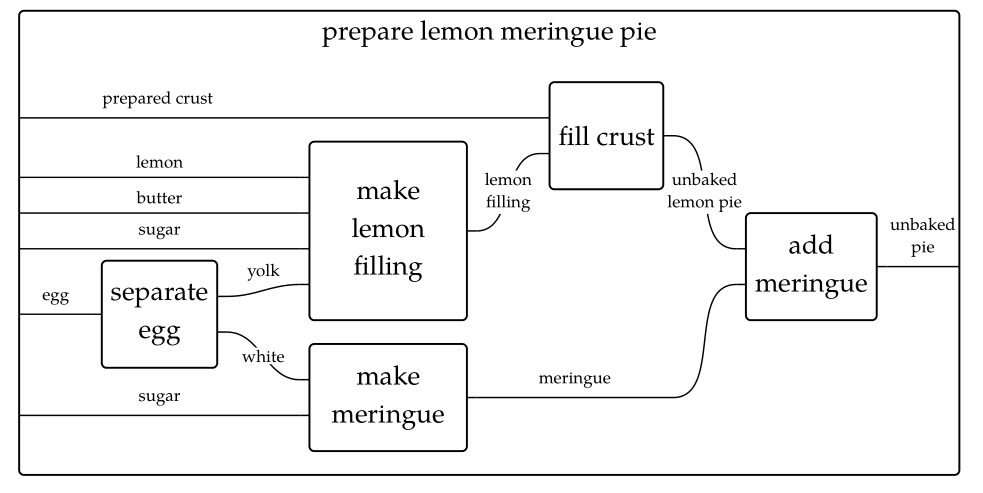 prepare lemon meringue pie
prepared crust
fill crust
lemon
butter
sugar
make
lemon
filling
lemon
filling
unbaked
lemon pie
unbaked
pie
add
meringue
egg
separate
egg
yolk
white
sugar
make
meringue
meringue